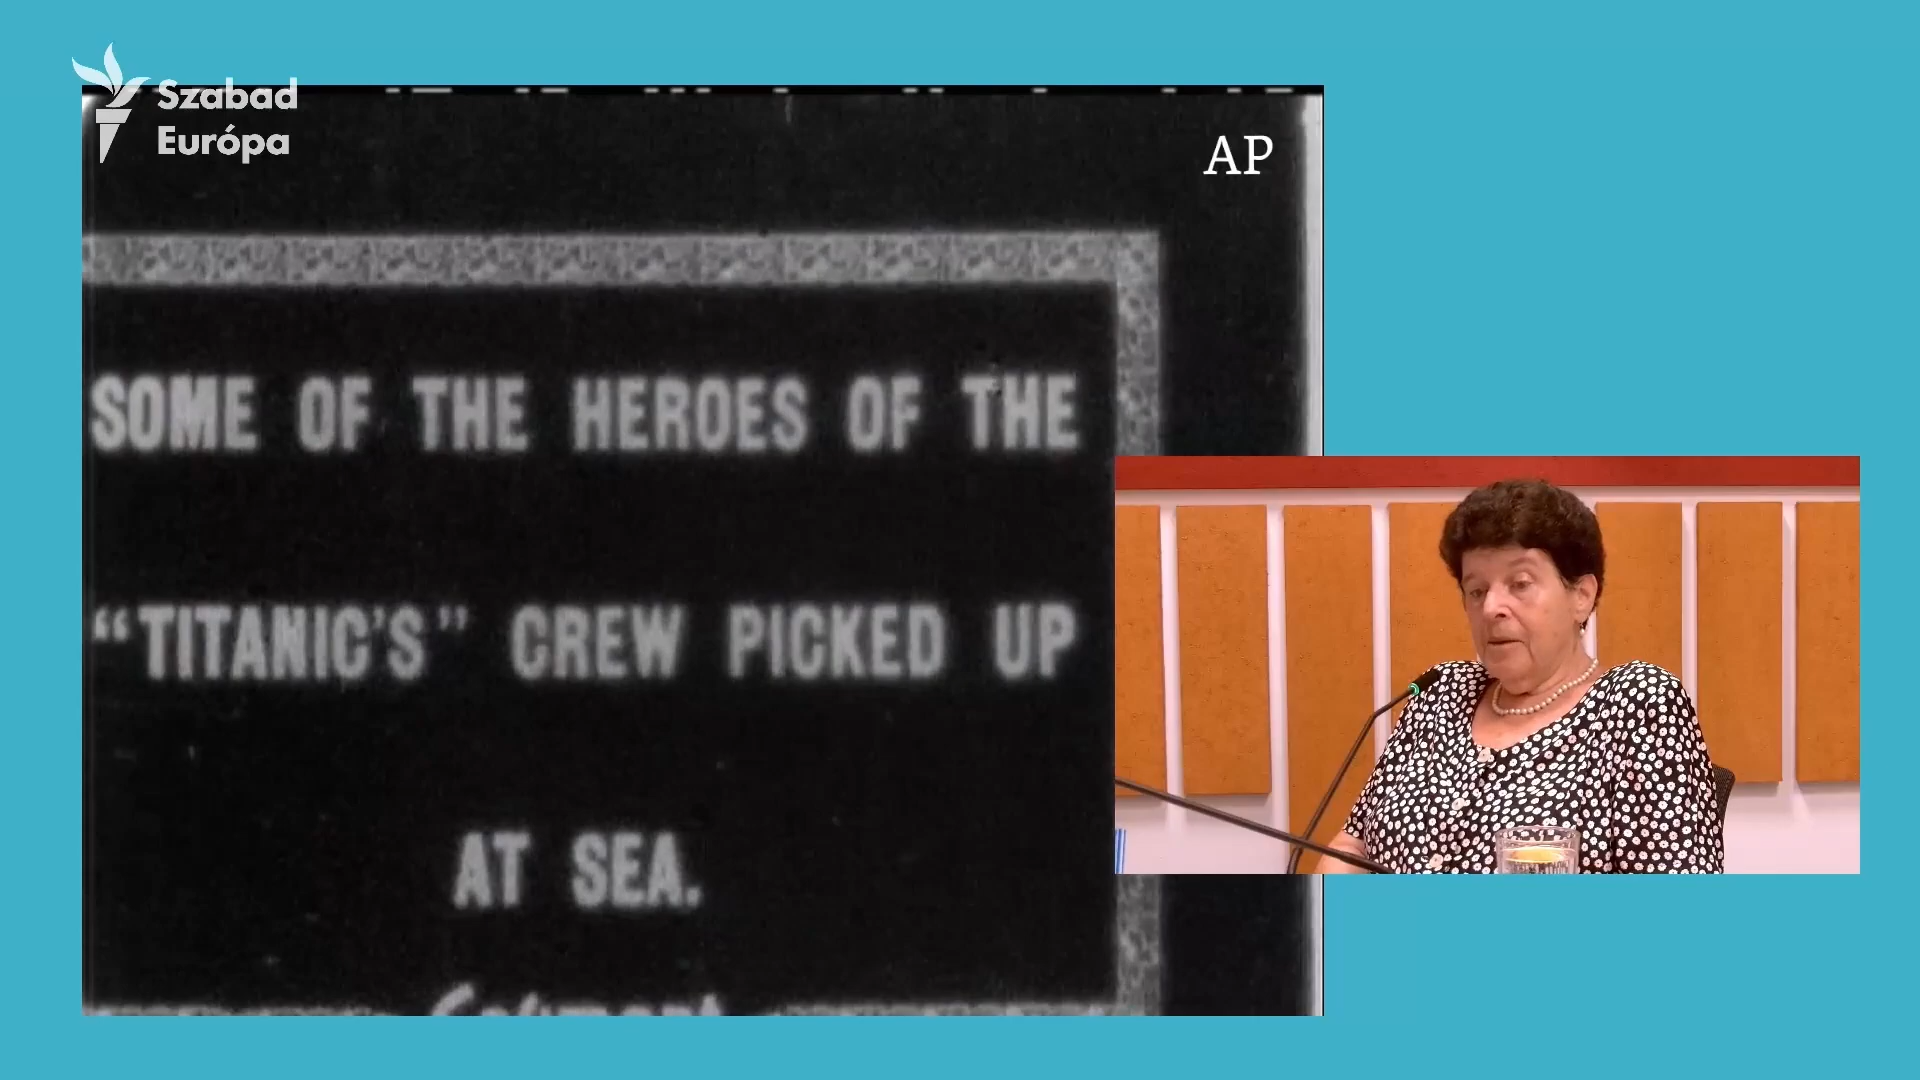 Szabad
Európa
AP
SOME OF THE HEROES OF THE
"TITANIC'S" CREW PICKED UP
AT SEA.